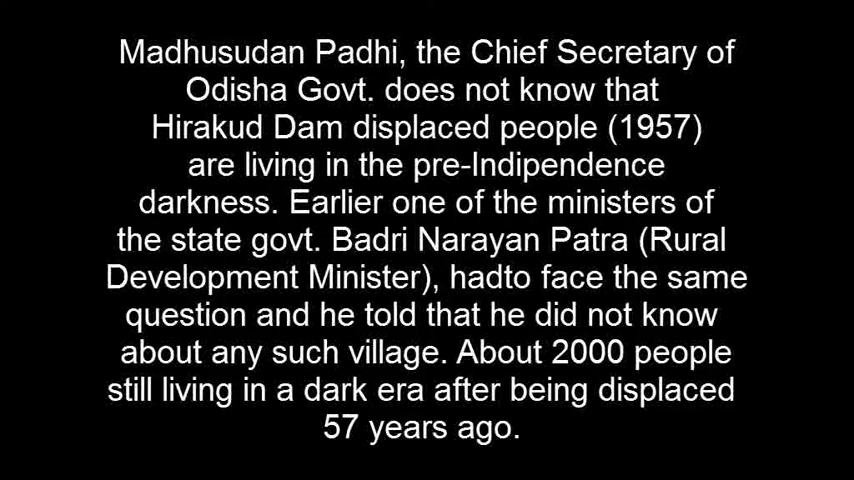 Madhusudan Padhi, the Chief Secretary of
Odisha Govt. does not know that
Hirakud Dam displaced people (1957)
are living in the pre-Indipendence
darkness. Earlier one of the ministers of
the state govt. Badri Narayan Patra (Rural
Development Minister), hadto face the same
question and he told that he did not know
about any such village. About 2000 people
still living in a dark era after being displaced
57 years ago.